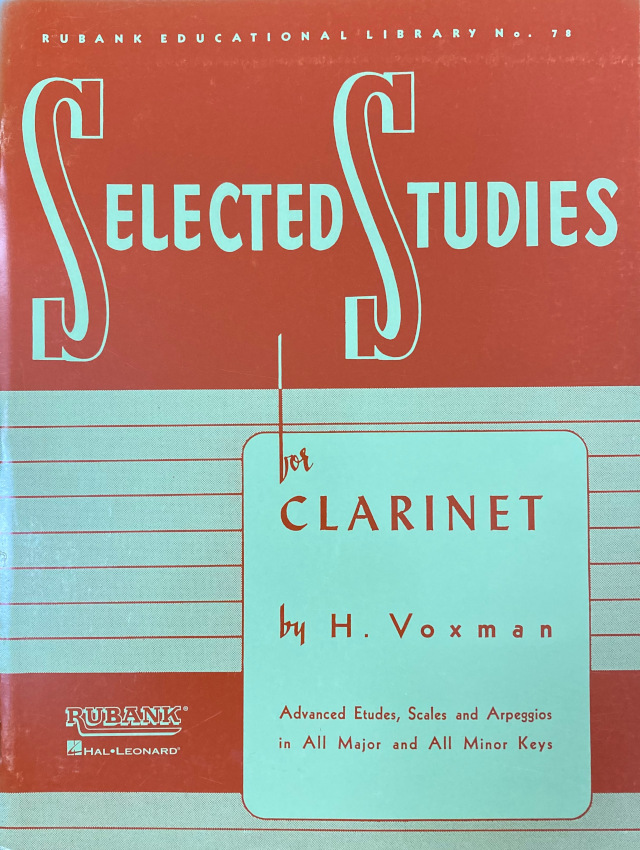 RUBANK EDUCATIONAL LIBRARY No. 78
SELECTED STUDIES
for
CLARINET
by H. Voxman
Advanced Etudes, Scales and Arpeggios
in All Major and All Minor Keys
RUBANK®
HAL•LEONARD®